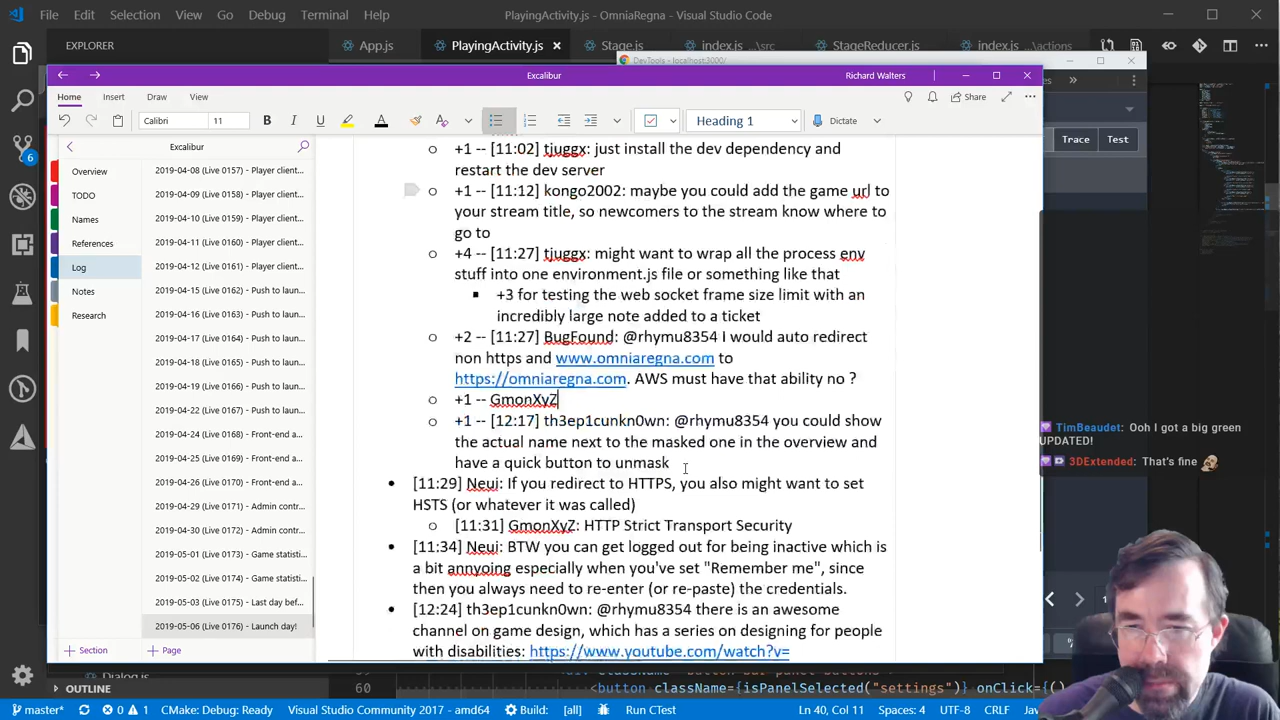 File Edit Selection View Go Debug Terminal Help PlayingActivity.js - OmniaRegna - Visual Studio Code
EXPLORER App.js PlayingActivity.js Stage.js index.js ...\src StageReducer.js index.js ...\actions
DevTools - localhost:3000/
Excalibur Richard Walters
Home Insert Draw View Share
Calibri 11 Heading 1 Dictate
Trace Test
Excalibur
Overview
TODO
Names
References
Log
Notes
Research
2019-04-08 (Live 0157) - Player client...
2019-04-09 (Live 0158) - Player client...
2019-04-10 (Live 0159) - Player client...
2019-04-11 (Live 0160) - Player client...
2019-04-12 (Live 0161) - Player client...
2019-04-15 (Live 0162) - Push to laun...
2019-04-16 (Live 0163) - Push to laun...
2019-04-17 (Live 0164) - Push to laun...
2019-04-18 (Live 0165) - Push to laun...
2019-04-19 (Live 0166) - Push to laun...
2019-04-23 (Live 0167) - Push to laun...
2019-04-24 (Live 0168) - Front-end a...
2019-04-25 (Live 0169) - Front-end a...
2019-04-26 (Live 0170) - Front-end a...
2019-04-29 (Live 0171) - Admin contr...
2019-04-30 (Live 0172) - Admin contr...
2019-05-01 (Live 0173) - Game statisti...
2019-05-02 (Live 0174) - Game statisti...
2019-05-03 (Live 0175) - Last day bef...
2019-05-06 (Live 0176) - Launch day!
+ Section + Page
+1 -- [11:02] tjuggx: just install the dev dependency and
restart the dev server
+1 -- [11:12] kongo2002: maybe you could add the game url to
your stream title, so newcomers to the stream know where to
go to
+4 -- [11:27] tjuggx: might want to wrap all the process env
stuff into one environment.js file or something like that
+3 for testing the web socket frame size limit with an
incredibly large note added to a ticket
+2 -- [11:27] BugFound: @rhymu8354 I would auto redirect
non https and www.omniaregna.com to
https://omniaregna.com. AWS must have that ability no ?
+1 -- GmonXyZ
+1 -- [12:17] th3ep1cunkn0wn: @rhymu8354 you could show
the actual name next to the masked one in the overview and
have a quick button to unmask
[11:29] Neui: If you redirect to HTTPS, you also might want to set
HSTS (or whatever it was called)
[11:31] GmonXyZ: HTTP Strict Transport Security
[11:34] Neui: BTW you can get logged out for being inactive which is
a bit annyoing especially when you've set "Remember me", since
then you always need to re-enter (or re-paste) the credentials.
[12:24] th3ep1cunkn0wn: @rhymu8354 there is an awesome
channel on game design, which has a series on designing for people
with disabilities: https://www.youtube.com/watch?v=
TimBeaudet: Ooh I got a big green
UPDATED!
3DExtended: That's fine
OUTLINE 60 <button className={isPanelSelected("settings")} onClick={()
master* 0 1 CMake: Debug: Ready Visual Studio Community 2017 - amd64 Build: [all] Run CTest Ln 40, Col 11 Spaces: 4 UTF-8 CRLF